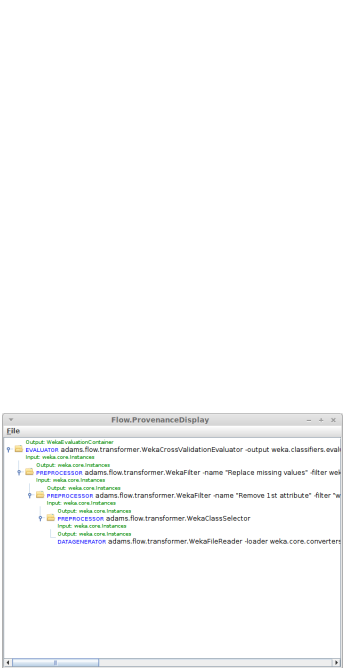 Flow.ProvenanceDisplay
File
Output: WekaEvaluationContainer
EVALUATOR adams.flow.transformer.WekaCrossValidationEvaluator -output weka.classifiers.eval
Input: weka.core.Instances
Output: weka.core.Instances
PREPROCESSOR adams.flow.transformer.WekaFilter -name "Replace missing values" -filter wek
Input: weka.core.Instances
Output: weka.core.Instances
PREPROCESSOR adams.flow.transformer.WekaFilter -name "Remove 1st attribute" -filter "w
Input: weka.core.Instances
Output: weka.core.Instances
PREPROCESSOR adams.flow.transformer.WekaClassSelector
Input: weka.core.Instances
Output: weka.core.Instances
DATAGENERATOR adams.flow.transformer.WekaFileReader -loader weka.core.converters